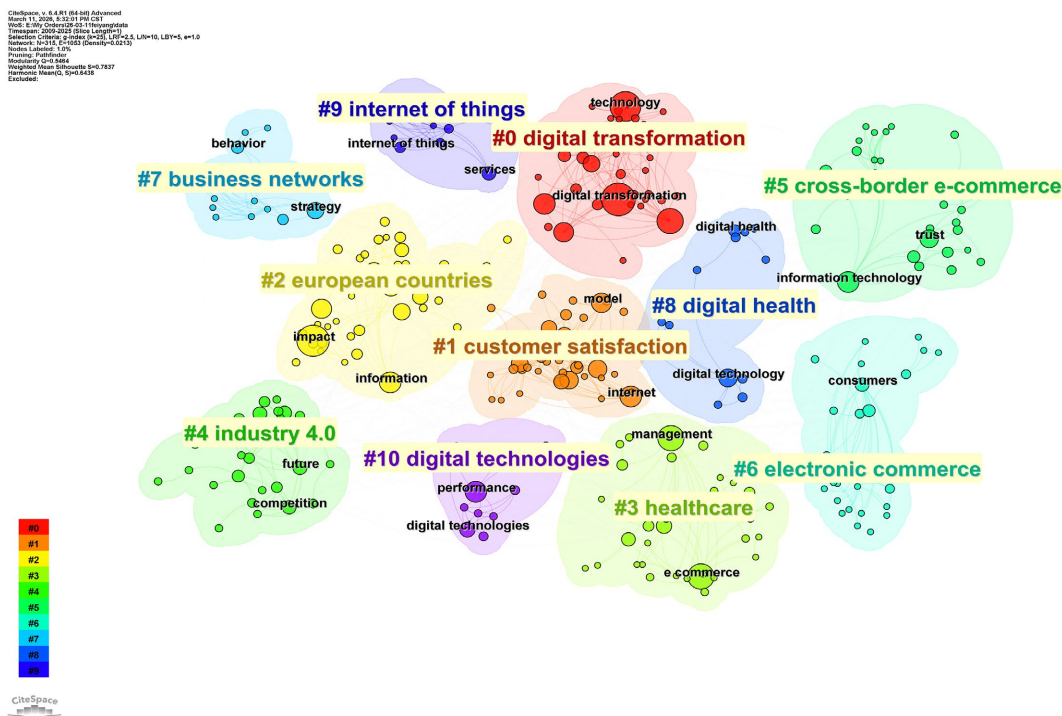 CiteSpace, v. 6.4.R1 (64-bit) Advanced
March 11, 2026, 5:32:01 PM CST
WoS: E:\My Orders\26-03-11feiyang\data
Timespan: 2009-2025 (Slice Length=1)
Selection Criteria: g-index (k=25), LRF=2.5, L/N=10, LBY=5, e=1.0
Network: N=315, E=1053 (Density=0.0213)
Nodes Labeled: 1.0%
Pruning: Pathfinder
Modularity Q=0.5464
Weighted Mean Silhouette S=0.7837
Harmonic Mean(Q, S)=0.6438
Excluded:
technology
#9 internet of things
#0 digital transformation
behavior
internet of things
services
#7 business networks
#5 cross-border e-commerce
digital transformation
strategy
digital health
trust
#2 european countries
information technology
model
#8 digital health
impact
#1 customer satisfaction
information
digital technology
consumers
internet
#4 industry 4.0
management
#10 digital technologies
future
#6 electronic commerce
performance
competition
#3 healthcare
digital technologies
e commerce
#0
#1
#2
#3
#4
#5
#6
#7
#8
#9
CiteSpace